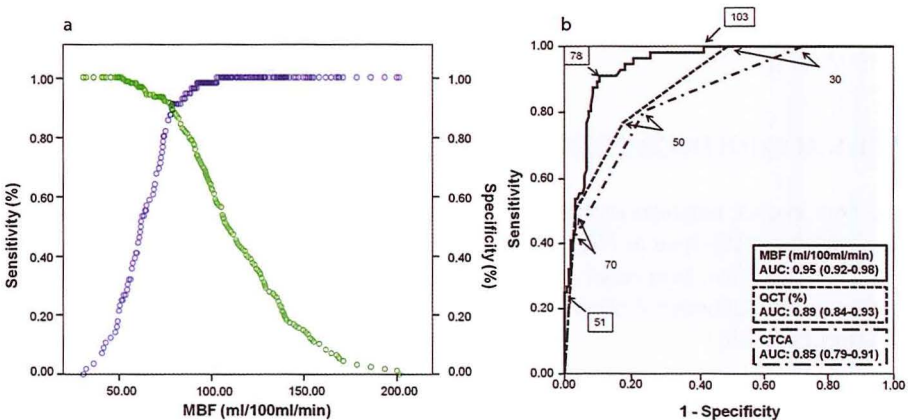 a
1.00
0.80
0.60
0.40
0.20
0.00
Sensitivity (%)
1.00
0.80
0.60
0.40
0.20
0.00
Specificity (%)
50.00
100.00
150.00
200.00
MBF (ml/100ml/min)
b
103
78
1.00
0.80
0.60
0.40
0.20
0.00
Sensitivity
30
50
70
51
MBF (ml/100ml/min)
AUC: 0.95 (0.92-0.98)
QCT (%)
AUC: 0.89 (0.84-0.93)
CTCA
AUC: 0.85 (0.79-0.91)
0.00
0.20
0.40
0.60
0.80
1.00
1 - Specificity